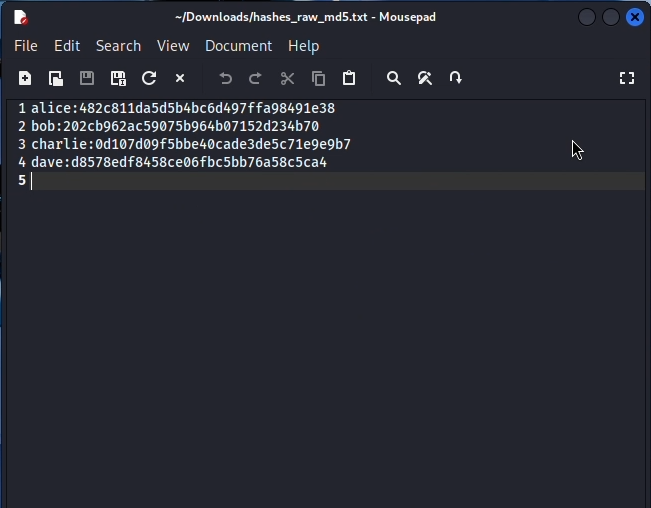 ~/Downloads/hashes_raw_md5.txt - Mousepad
File Edit Search View Document Help
1 alice:482c811da5d5b4bc6d497ffa98491e38
2 bob:202cb962ac59075b964b07152d234b70
3 charlie:0d107d09f5bbe40cade3de5c71e9e9b7
4 dave:d8578edf8458ce06fbc5bb76a58c5ca4
5